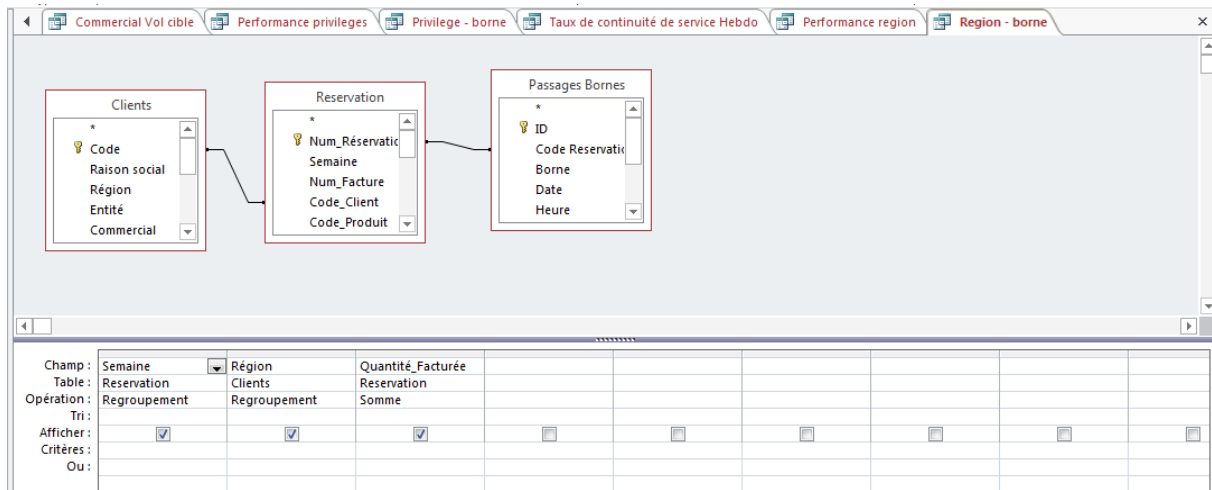 Commercial Vol cible Performance privileges Privilege - borne Taux de continuité de service Hebdo Performance region Region - borne
Clients
*
Code
Raison social
Région
Entité
Commercial
Reservation
*
Num_Réservatic
Semaine
Num_Facture
Code_Client
Code_Produit
Passages Bornes
*
ID
Code Reservatic
Borne
Date
Heure
Champ : Semaine Région Quantité_Facturée
Table : Reservation Clients Reservation
Opération : Regroupement Regroupement Somme
Tri :
Afficher :
Critères :
Ou :